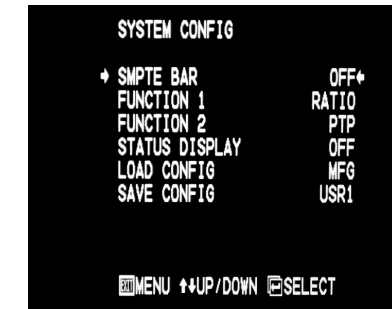 SYSTEM CONFIG
➧ SMPTE BAR OFF←
FUNCTION 1 RATIO
FUNCTION 2 PTP
STATUS DISPLAY OFF
LOAD CONFIG MFG
SAVE CONFIG USR1
EXIT MENU ↑↓UP/DOWN ↵SELECT